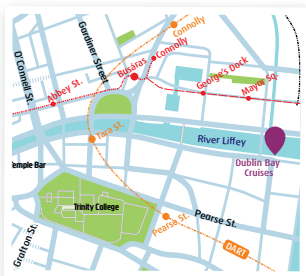 Connolly
Gardiner Street
O'Connell St.
Connolly
Busáras
George's Dock
Mayor Sq.
Abbey St.
Tara St.
River Liffey
Dublin Bay
Cruises
Temple Bar
Trinity College
Pearse St.
Pearse St.
Grafton St.
DART